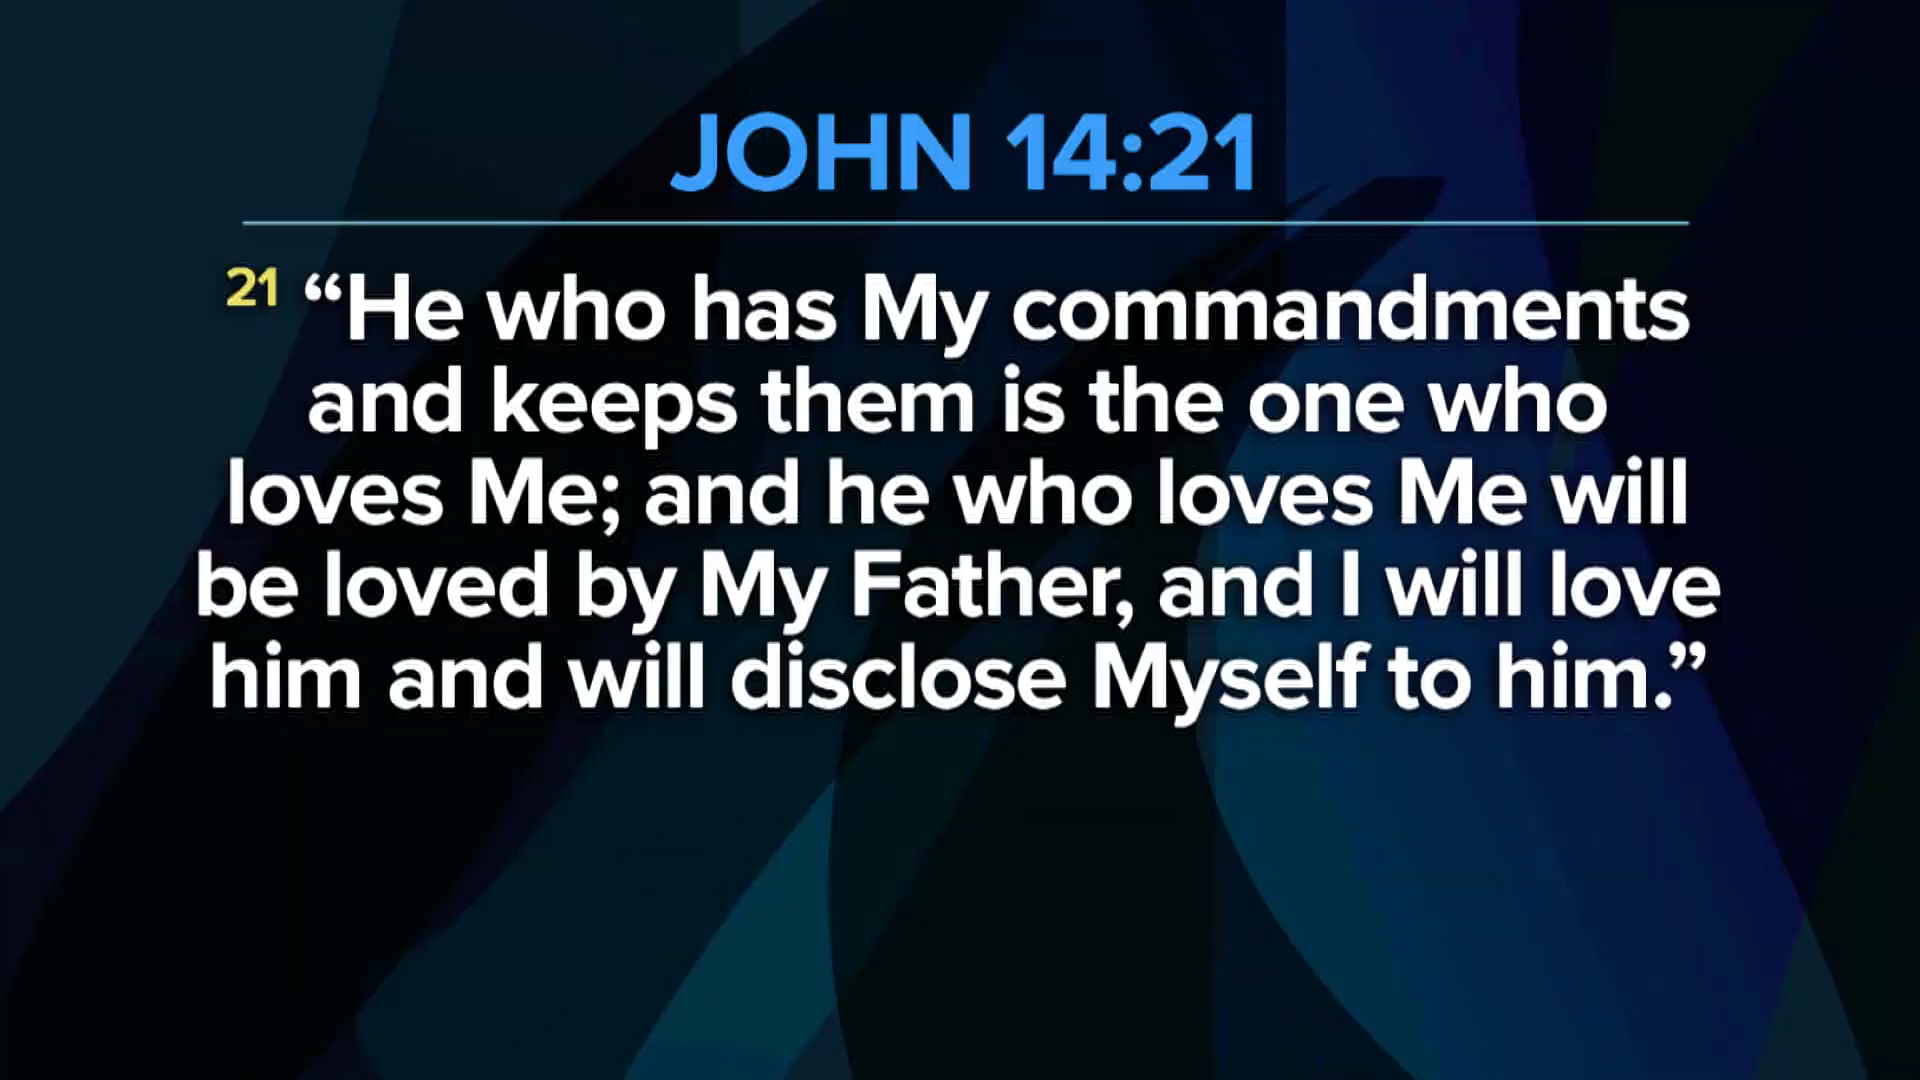 JOHN 14:21
21 “He who has My commandments
and keeps them is the one who
loves Me; and he who loves Me will
be loved by My Father, and I will love
him and will disclose Myself to him.”